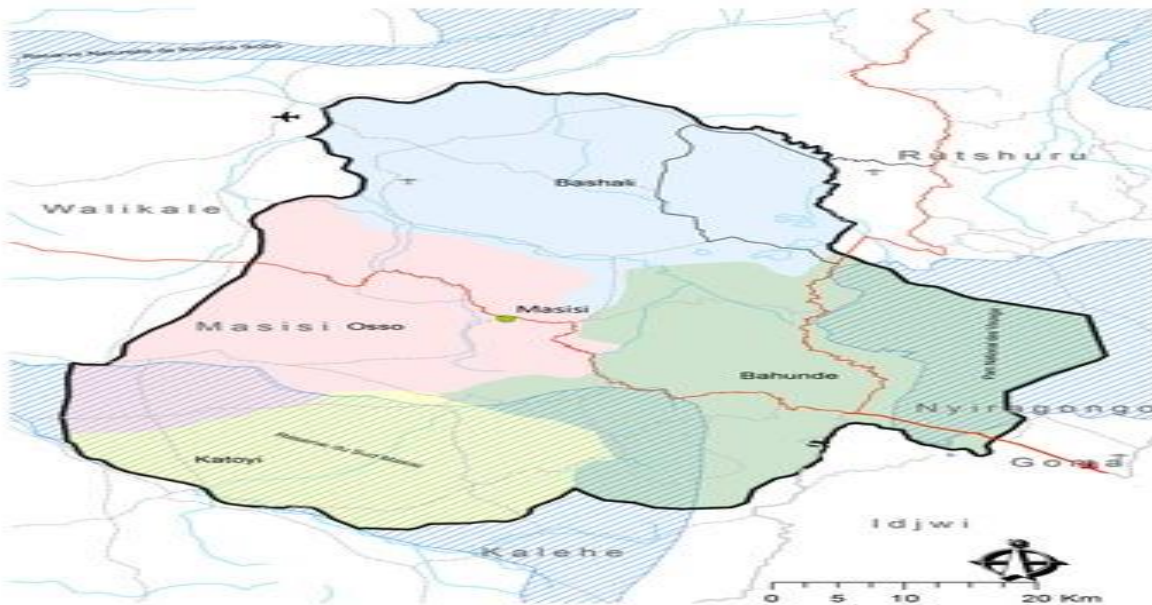 Rutshuru
Bashali
Walikale
Masisi
Masisi Osso
Bahunde
Nyiragongo
Katoyi
Goma
Idjwi
Kalehe
0 5 10 20 Km